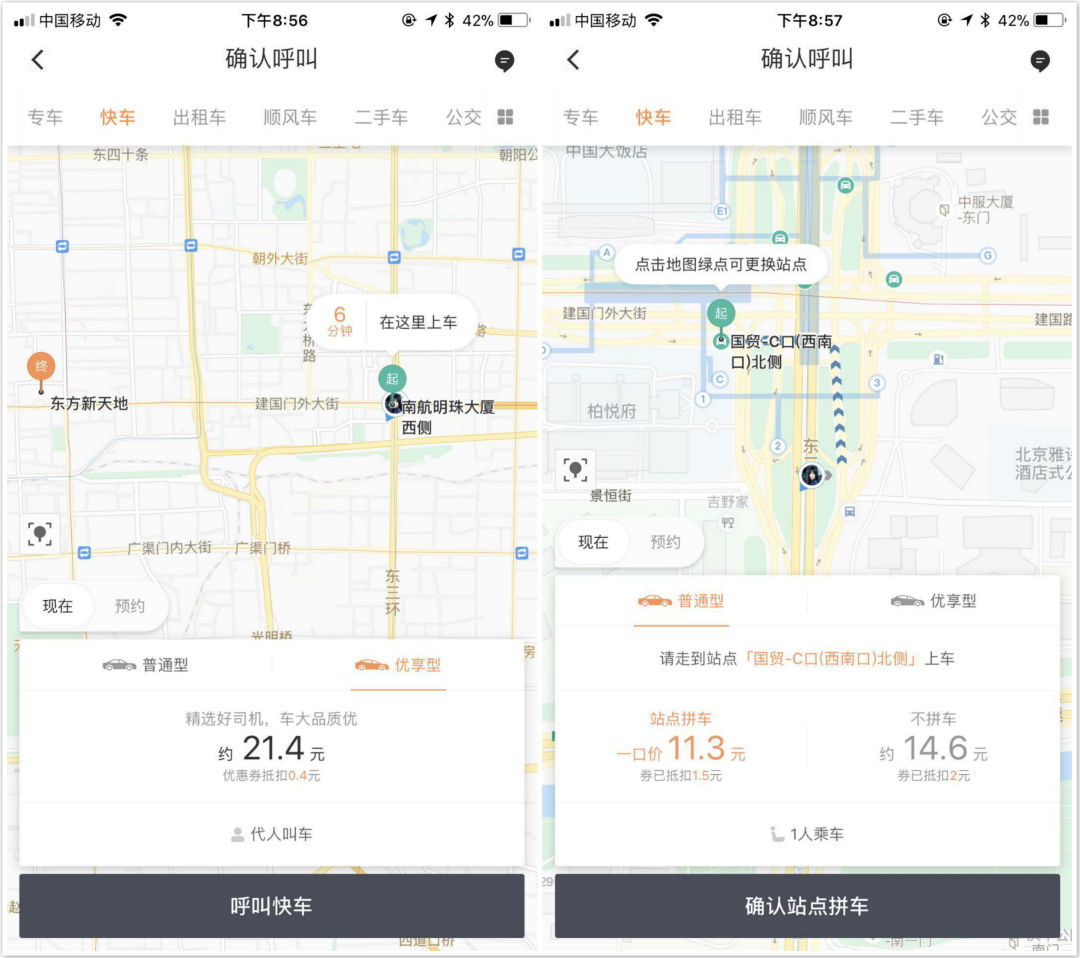 中国移动
下午8:56
42%
确认呼叫
专车
快车
出租车
顺风车
二手车
公交
东四十条
朝阳公
朝外大街
6
分钟
在这里上车
终
东方新天地
起
建国门外大街
南航明珠大厦
西侧
广渠门内大街
广渠门桥
东三环
现在
预约
光明桥
普通型
优享型
精选好司机，车大品质优
约 21.4 元
优惠券抵扣0.4元
代人叫车
呼叫快车
四道口桥
中国移动
下午8:57
42%
确认呼叫
专车
快车
出租车
顺风车
二手车
公交
中国大饭店
中服大厦
-东门
E1
A
G
点击地图绿点可更换站点
建国门外大街
建国路
起
国贸-C口(西南
口)北侧
C
1
3
2
柏悦府
东
北京雅诗
酒店式公
景恒街
吉野家
现在
预约
普通型
优享型
请走到站点「国贸-C口(西南口)北侧」上车
站点拼车
一口价 11.3 元
券已抵扣1.5元
不拼车
约 14.6 元
券已抵扣2元
1人乘车
确认站点拼车